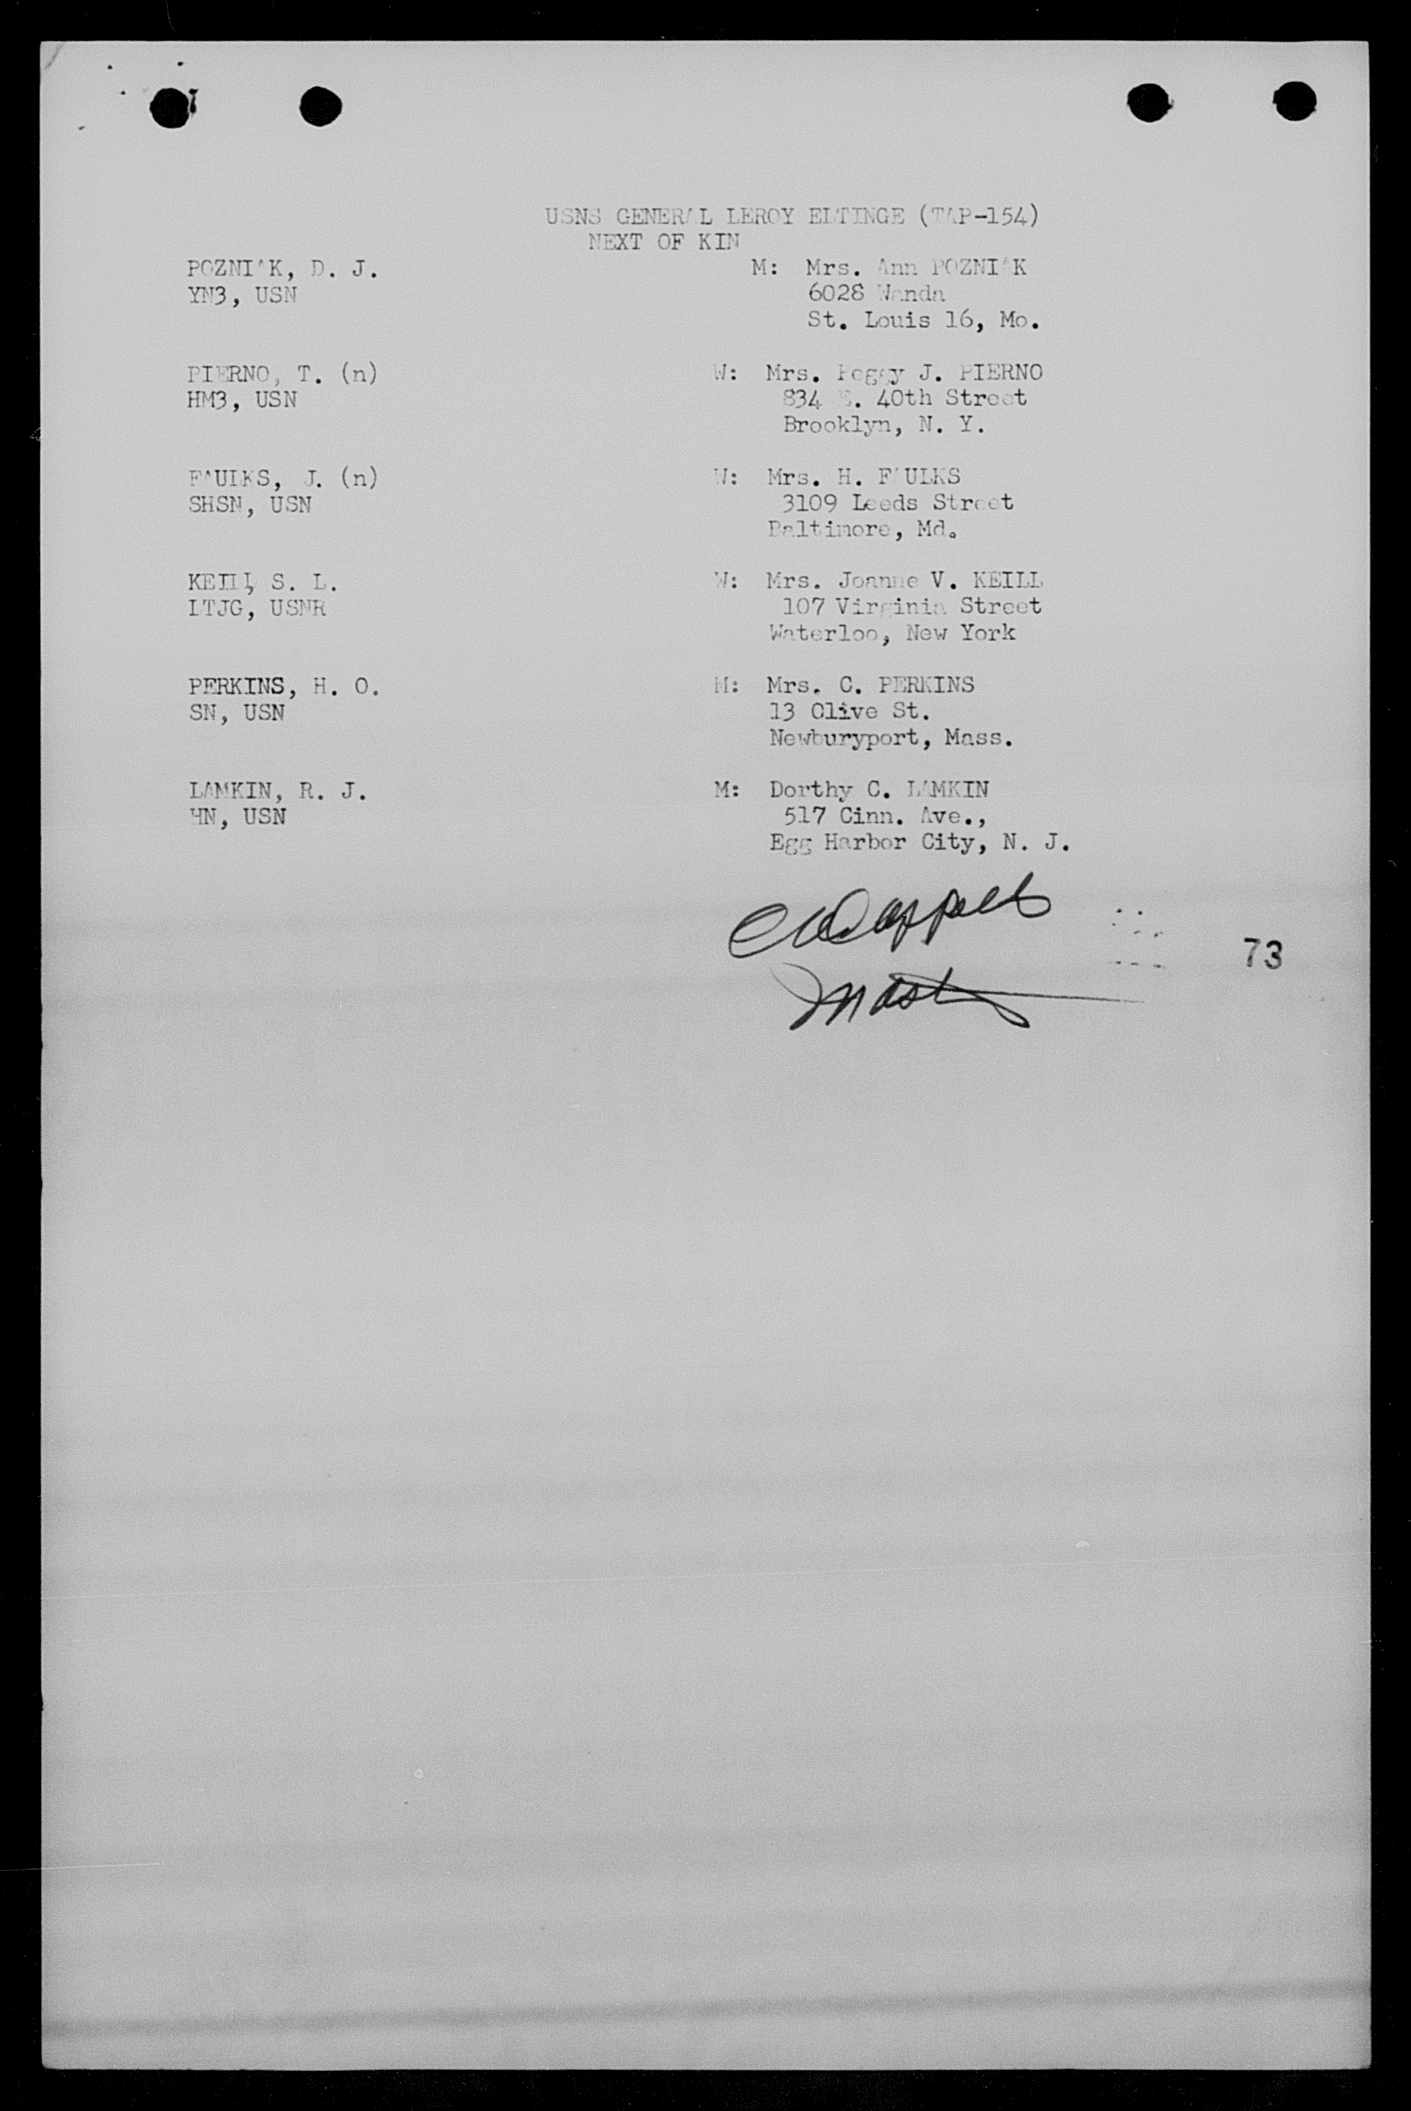 USNS GENERAL LEROY ELTINGE (TAP-154)
NEXT OF KIN
POZNIAK, D. J.
YN3, USN
M: Mrs. Ann POZNIAK
6028 Wanda
St. Louis 16, Mo.
PIERNO, T. (n)
HM3, USN
W: Mrs. Peggy J. PIERNO
834 E. 40th Street
Brooklyn, N. Y.
FAULKS, J. (n)
SHSN, USN
W: Mrs. H. FAULKS
3109 Leeds Street
Baltimore, Md.
KEILL, S. L.
LTJG, USNR
W: Mrs. Joanne V. KEILL
107 Virginia Street
Waterloo, New York
PERKINS, H. O.
SN, USN
M: Mrs. C. PERKINS
13 Olive St.
Newburyport, Mass.
LAMKIN, R. J.
HN, USN
M: Dorthy C. LAMKIN
517 Cinn. Ave.,
Egg Harbor City, N. J.
73
Master